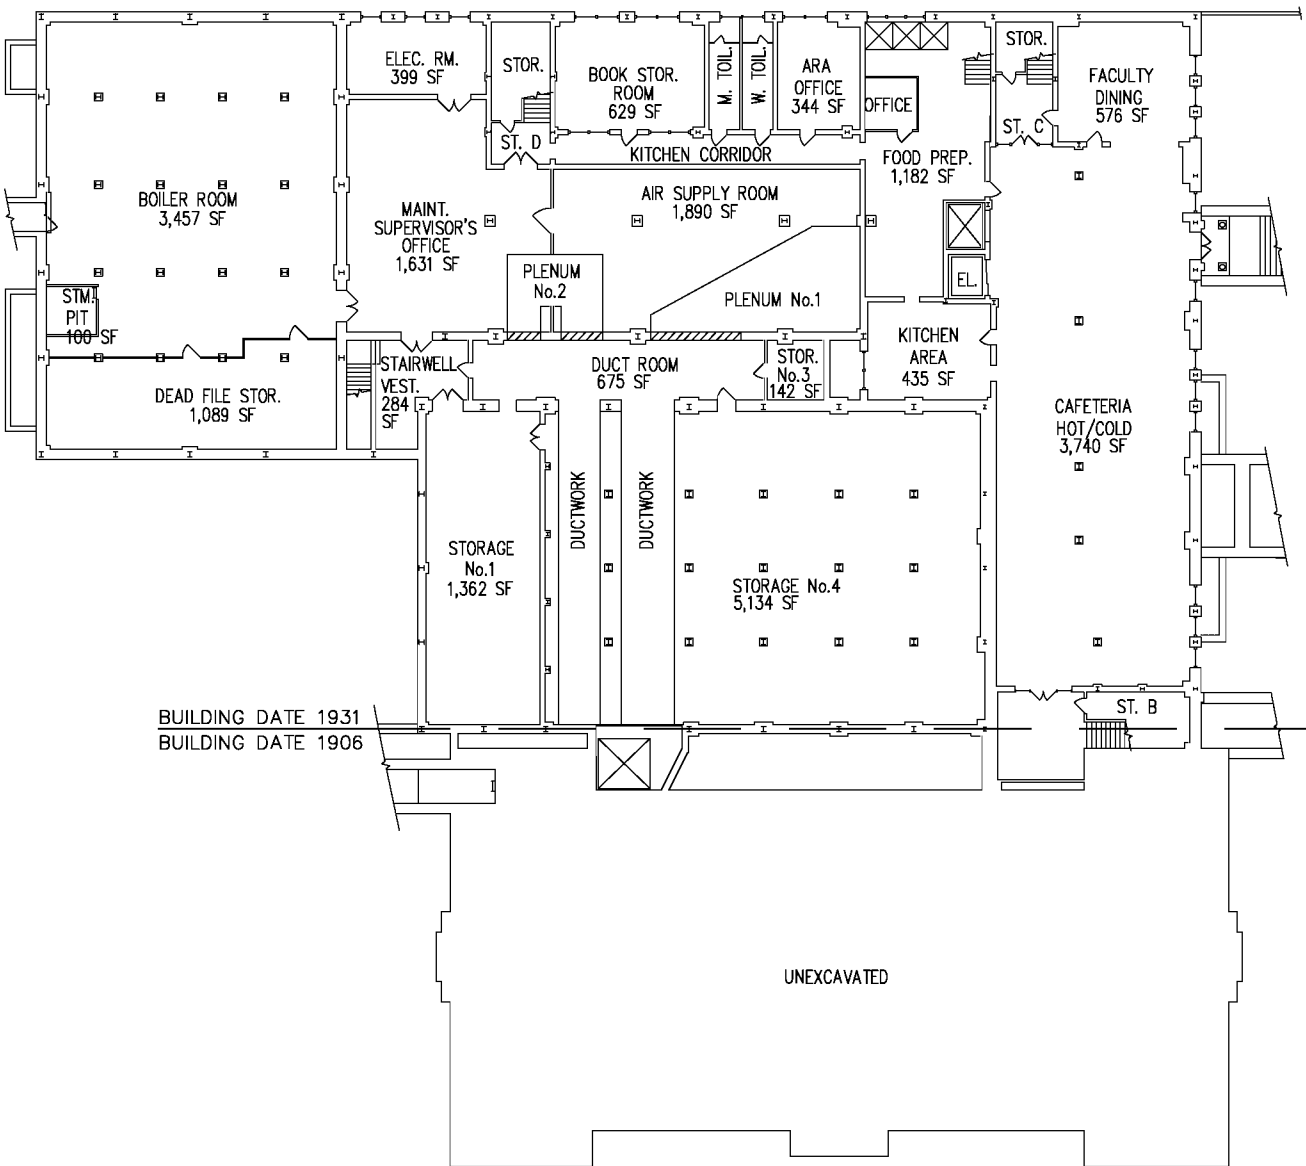 ELEC. RM.
399 SF
STOR.
BOOK STOR.
ROOM
629 SF
M. TOIL.
W. TOIL.
ARA
OFFICE
344 SF
OFFICE
STOR.
FACULTY
DINING
576 SF
ST. C
ST. D
KITCHEN CORRIDOR
FOOD PREP.
1,182 SF
BOILER ROOM
3,457 SF
MAINT.
SUPERVISOR'S
OFFICE
1,631 SF
AIR SUPPLY ROOM
1,890 SF
PLENUM
No.2
PLENUM No.1
EL.
STM.
PIT
100 SF
KITCHEN
AREA
435 SF
STAIRWELL
VEST.
284
SF
DUCT ROOM
675 SF
STOR.
No.3
142 SF
DEAD FILE STOR.
1,089 SF
CAFETERIA
HOT/COLD
3,740 SF
DUCTWORK
DUCTWORK
STORAGE
No.1
1,362 SF
STORAGE No.4
5,134 SF
ST. B
BUILDING DATE 1931
BUILDING DATE 1906
UNEXCAVATED